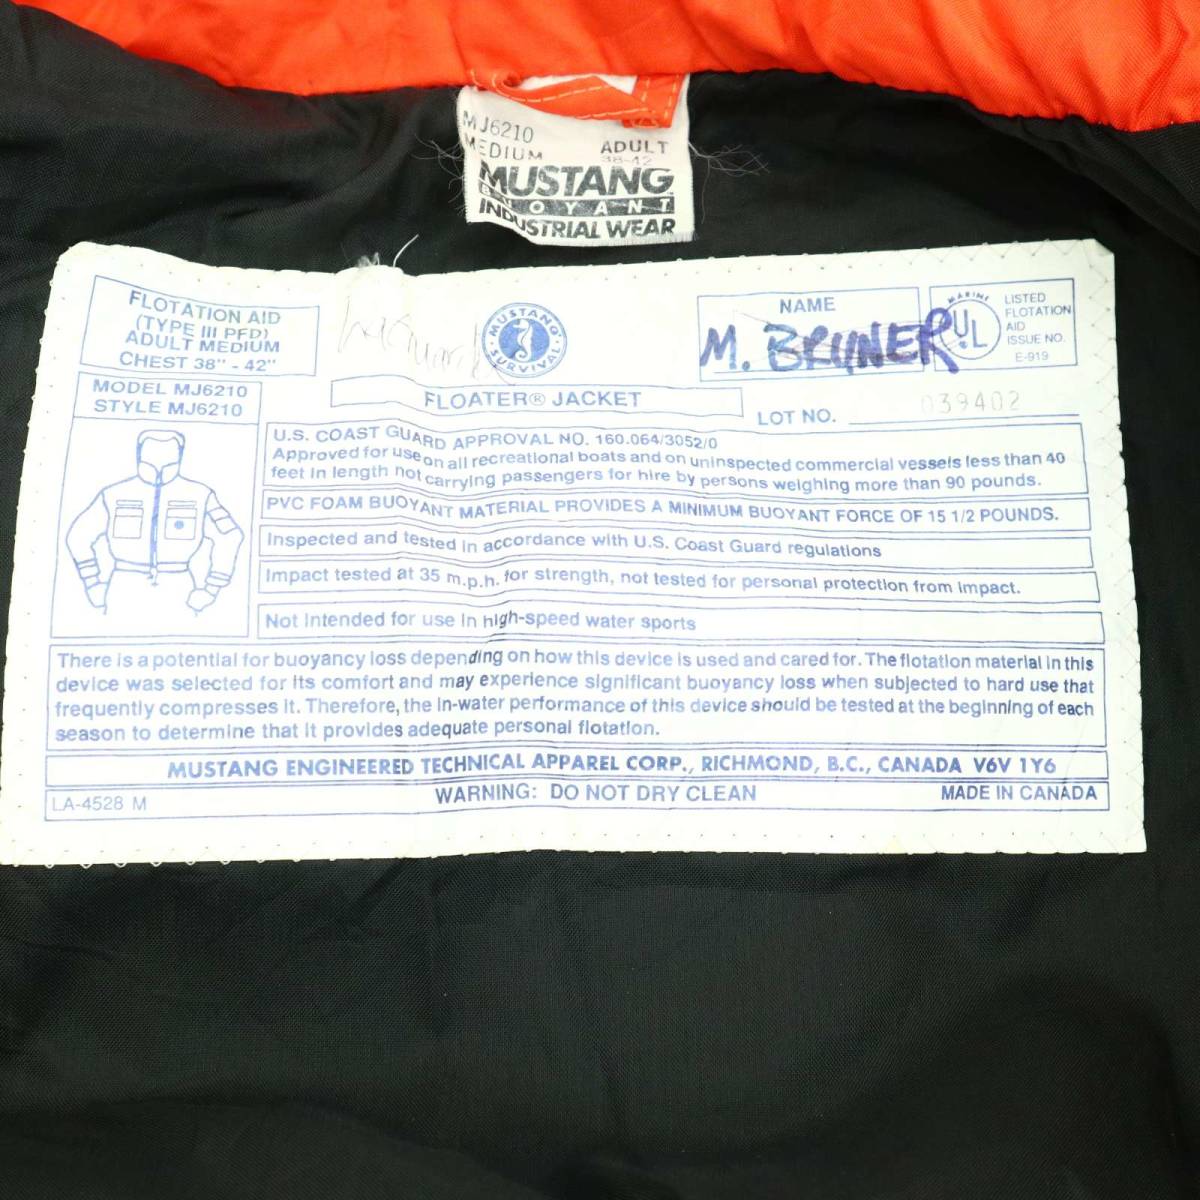 MJ6210
MEDIUM
ADULT
38-42
MUSTANG
BUOYANT
INDUSTRIAL WEAR
FLOTATION AID
(TYPE III PFD)
ADULT MEDIUM
CHEST 38" - 42"
MUSTANG
SURVIVAL
NAME
M. BRUNER
MARINE
UL
LISTED
FLOTATION
AID
ISSUE NO.
E-919
MODEL MJ6210
STYLE MJ6210
FLOATER® JACKET
LOT NO. 039402
U.S. COAST GUARD APPROVAL NO. 160.064/3052/0
Approved for use on all recreational boats and on uninspected commercial vessels less than 40
feet in length not carrying passengers for hire by persons weighing more than 90 pounds.
PVC FOAM BUOYANT MATERIAL PROVIDES A MINIMUM BUOYANT FORCE OF 15 1/2 POUNDS.
Inspected and tested in accordance with U.S. Coast Guard regulations
Impact tested at 35 m.p.h. for strength, not tested for personal protection from impact.
Not intended for use in high-speed water sports
There is a potential for buoyancy loss depending on how this device is used and cared for. The flotation material in this
device was selected for its comfort and may experience significant buoyancy loss when subjected to hard use that
frequently compresses it. Therefore, the in-water performance of this device should be tested at the beginning of each
season to determine that it provides adequate personal flotation.
MUSTANG ENGINEERED TECHNICAL APPAREL CORP., RICHMOND, B.C., CANADA V6V 1Y6
LA-4528 M
WARNING: DO NOT DRY CLEAN
MADE IN CANADA